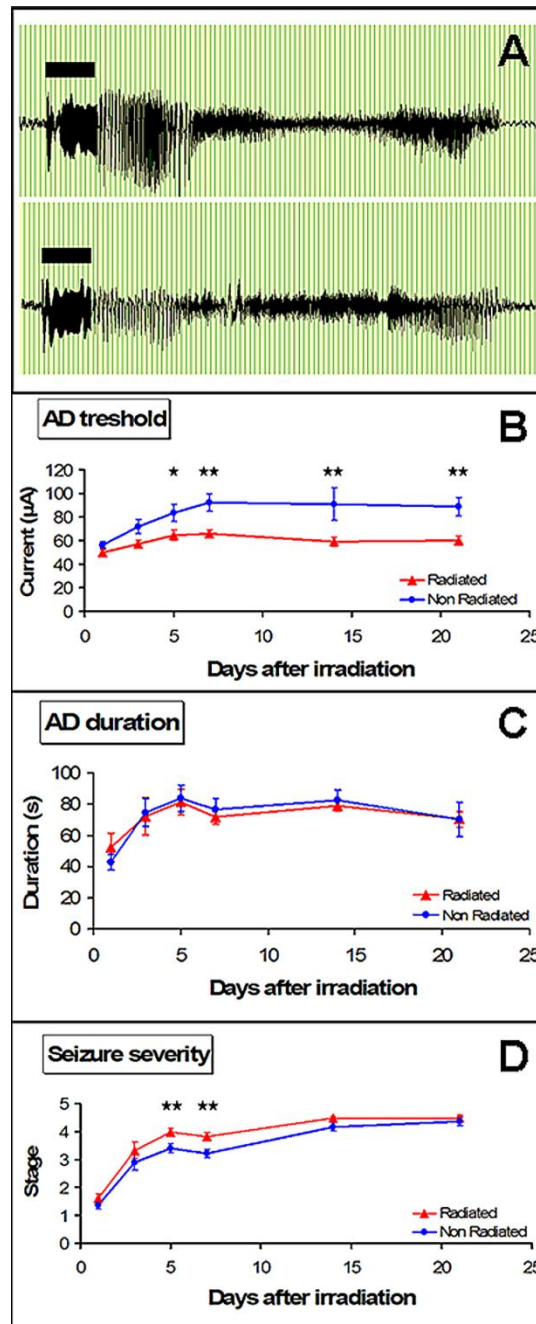 A
AD treshold
B
* ** ** **
120
100
80
60
40
20
0
Current (µA)
Radiated
Non Radiated
0 5 10 15 20 25
Days after irradiation
AD duration
C
100
80
60
40
20
0
Duration (s)
Radiated
Non Radiated
0 5 10 15 20 25
Days after irradiation
Seizure severity
D
** **
5
4
3
2
1
0
Stage
Radiated
Non Radiated
0 5 10 15 20 25
Days after irradiation